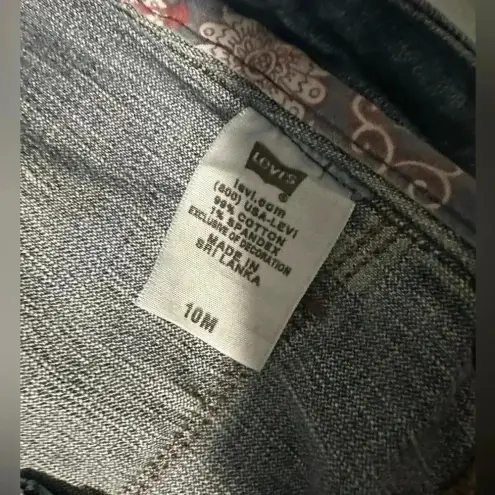 LEVI'S
levi.com
(800) USA-LEVI
99% COTTON
1% SPANDEX
EXCLUSIVE OF DECORATION
MADE IN
SRI LANKA
10M